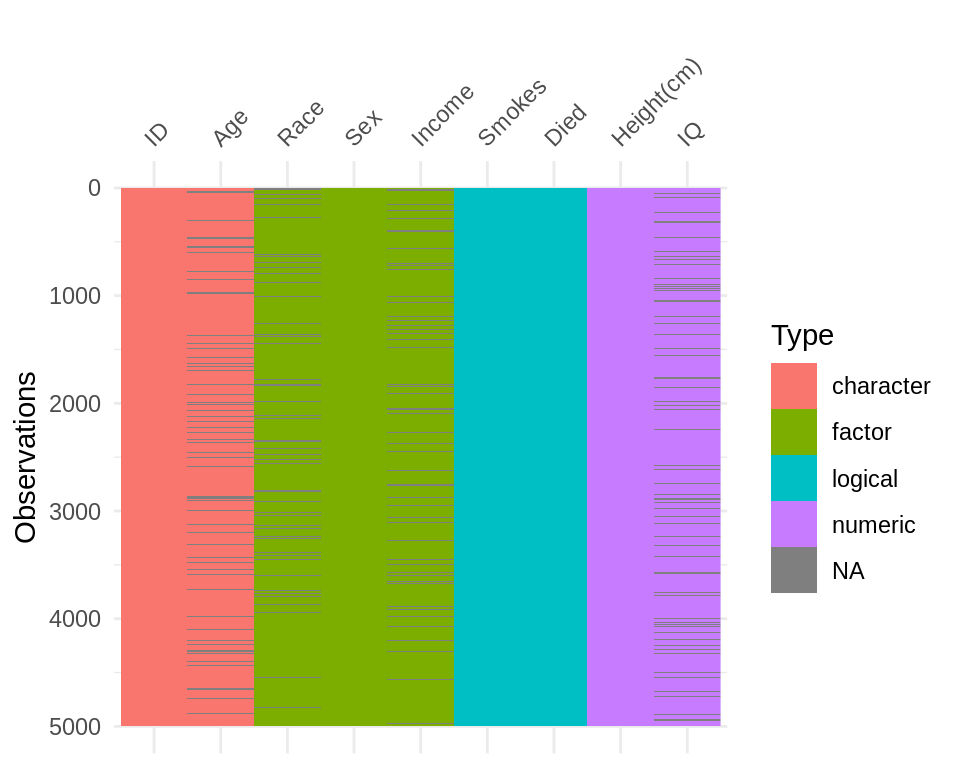 ID
Age
Race
Sex
Income
Smokes
Died
Height(cm)
IQ
0
1000
2000
3000
4000
5000
Observations
Type
character
factor
logical
numeric
NA